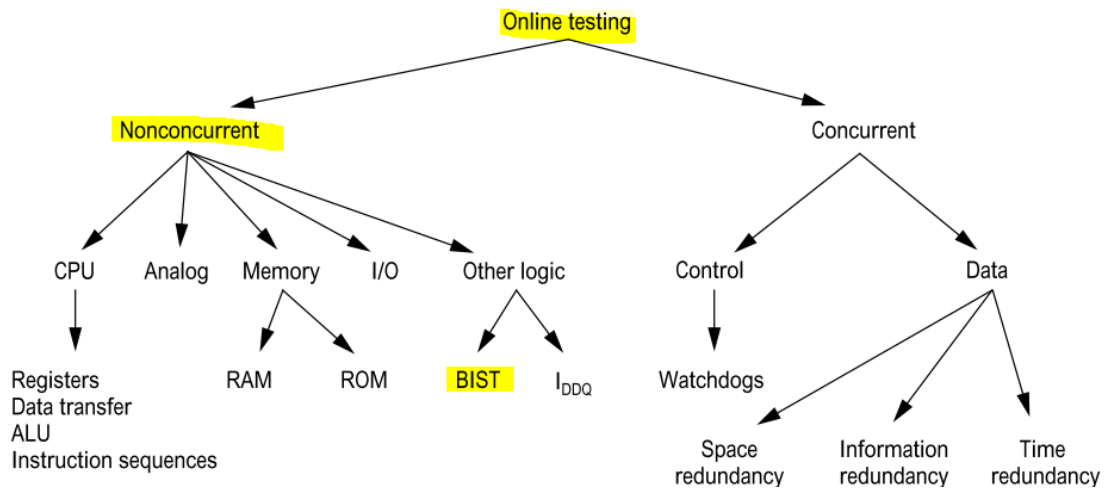 Online testing
Nonconcurrent
Concurrent
CPU
Analog
Memory
I/O
Other logic
Control
Data
Registers
Data transfer
ALU
Instruction sequences
RAM
ROM
BIST
I_DDQ
Watchdogs
Space
redundancy
Information
redundancy
Time
redundancy